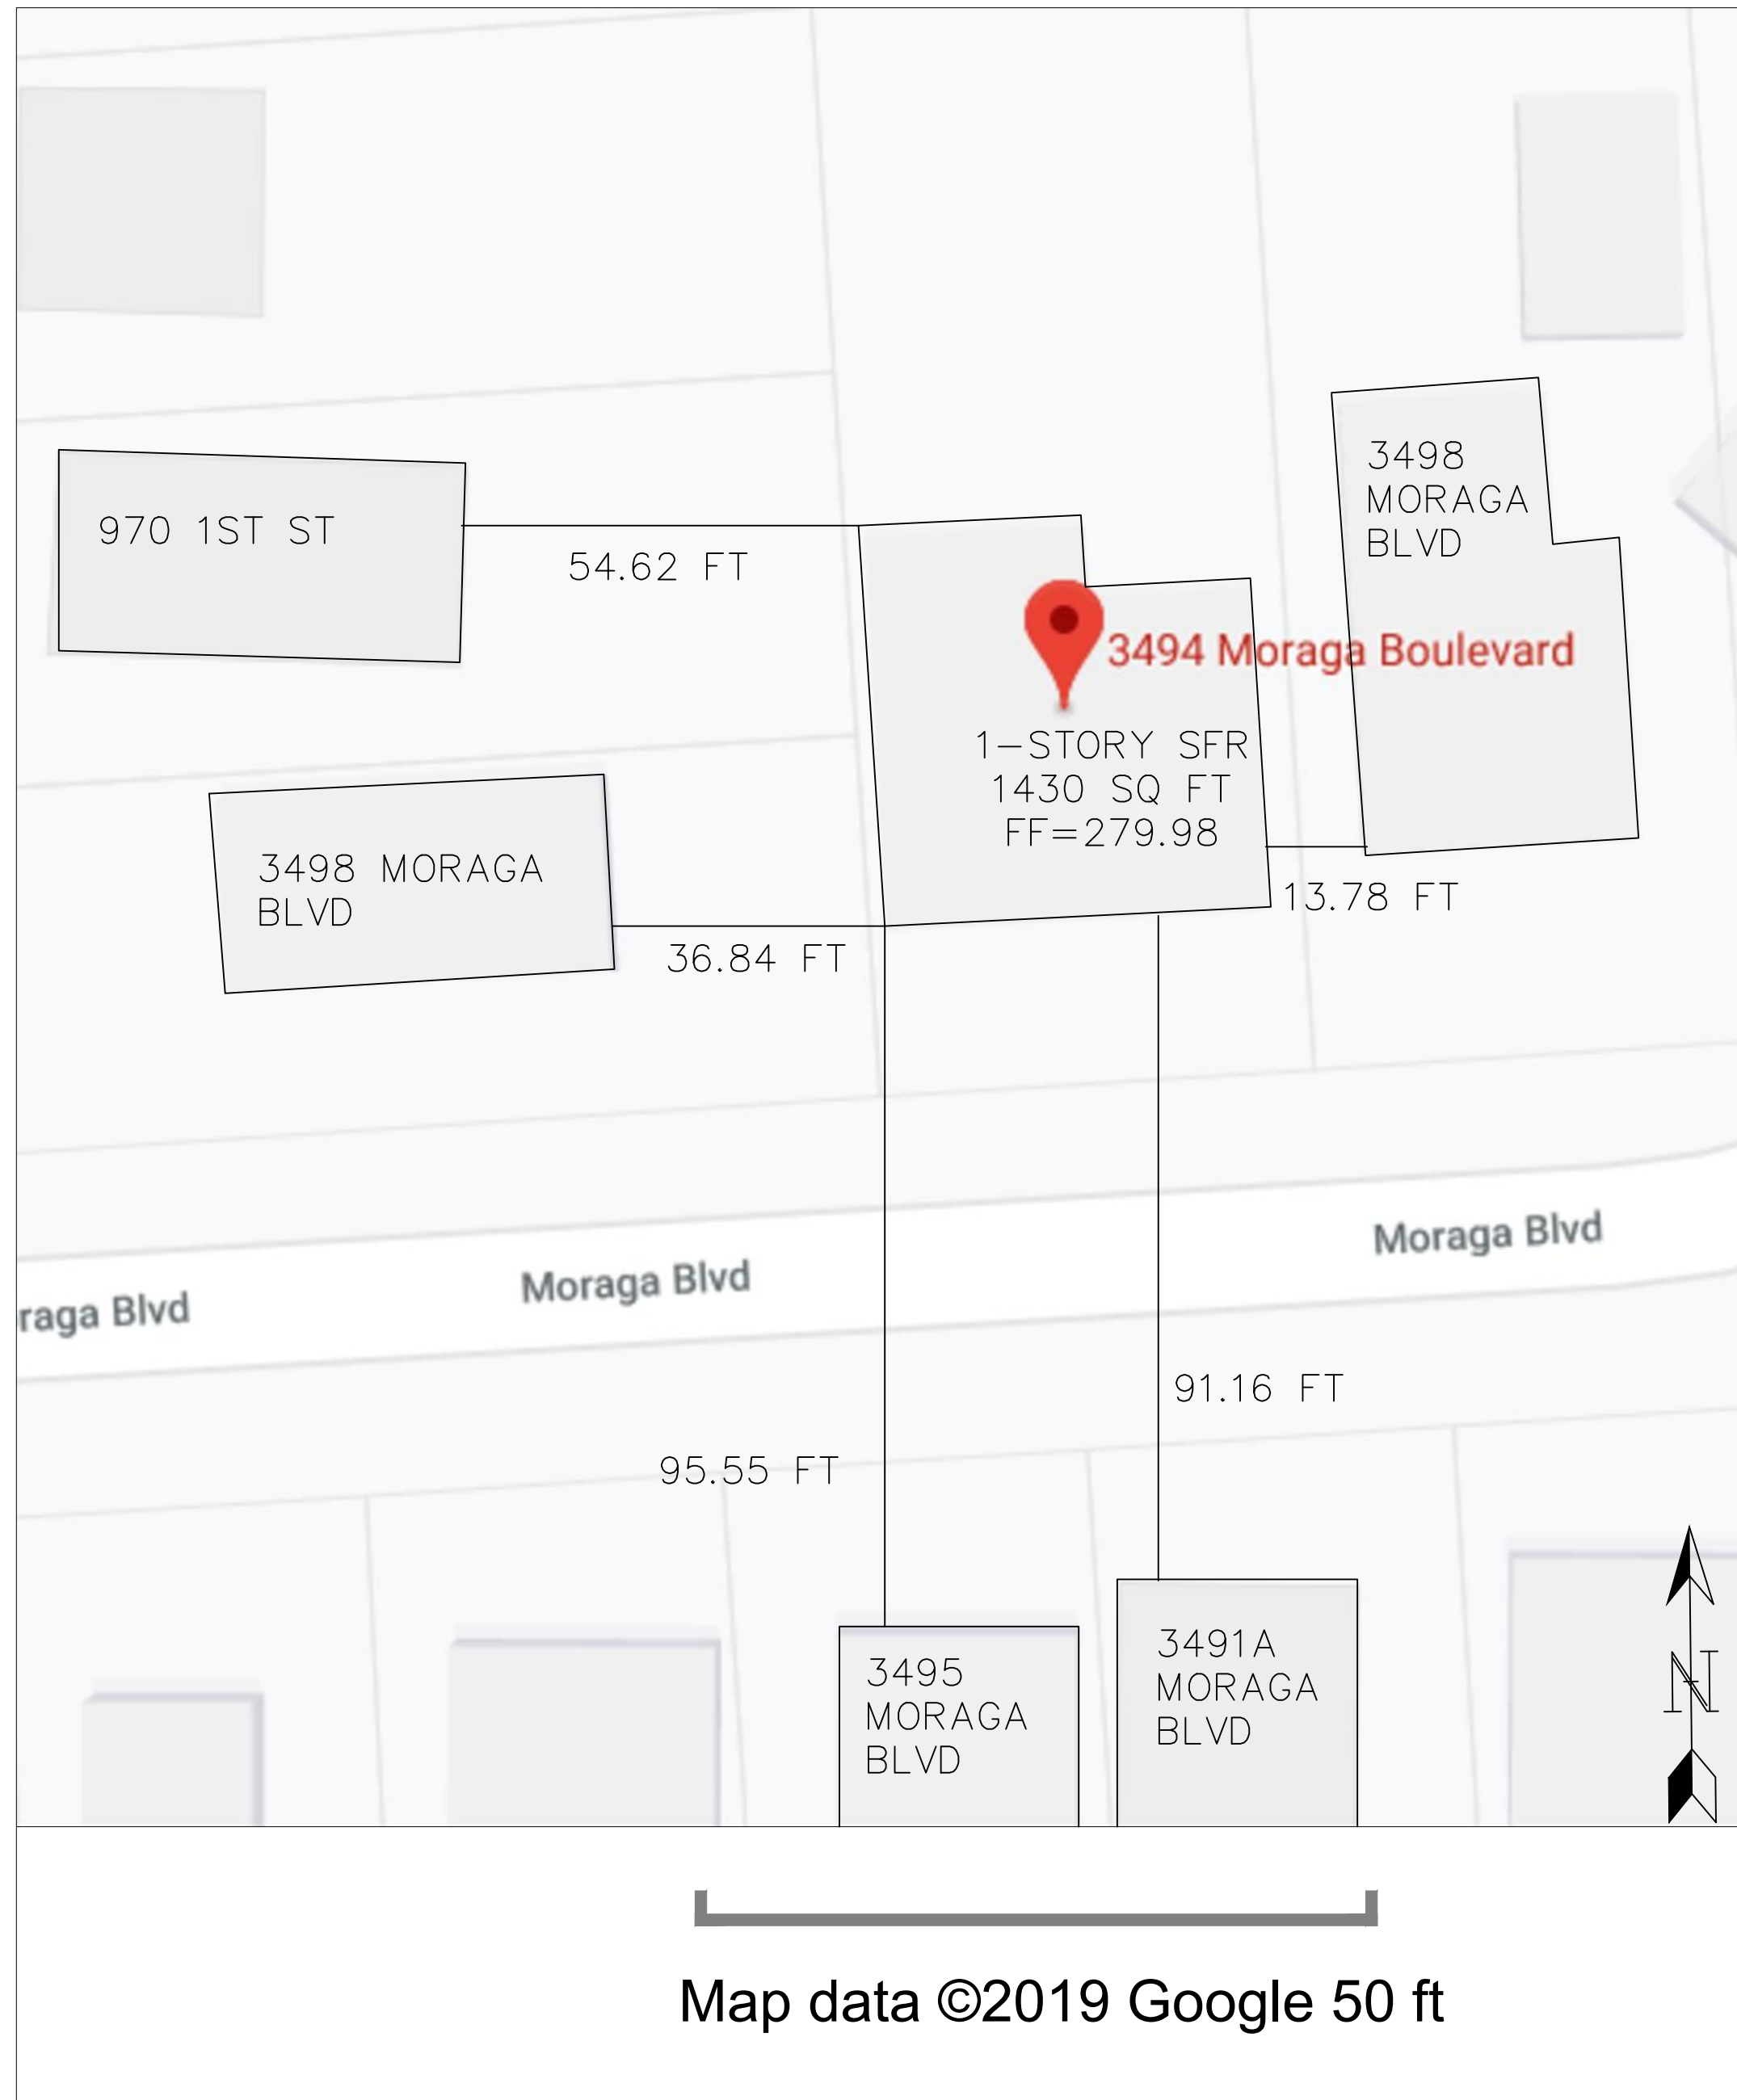 3498
MORAGA
BLVD
970 1ST ST
54.62 FT
3494 Moraga Boulevard
1-STORY SFR
1430 SQ FT
FF=279.98
3498 MORAGA
BLVD
13.78 FT
36.84 FT
Moraga Blvd
Moraga Blvd
raga Blvd
91.16 FT
95.55 FT
3495
MORAGA
BLVD
3491A
MORAGA
BLVD
N
Map data ©2019 Google 50 ft